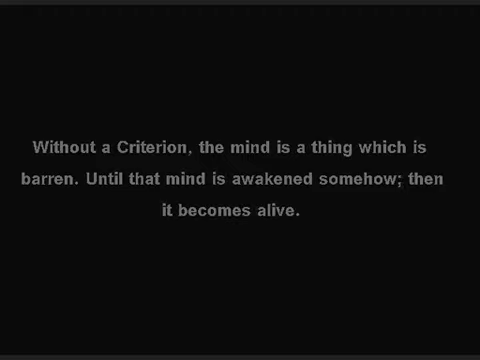 Without a Criterion, the mind is a thing which is
barren. Until that mind is awakened somehow; then
it becomes alive.